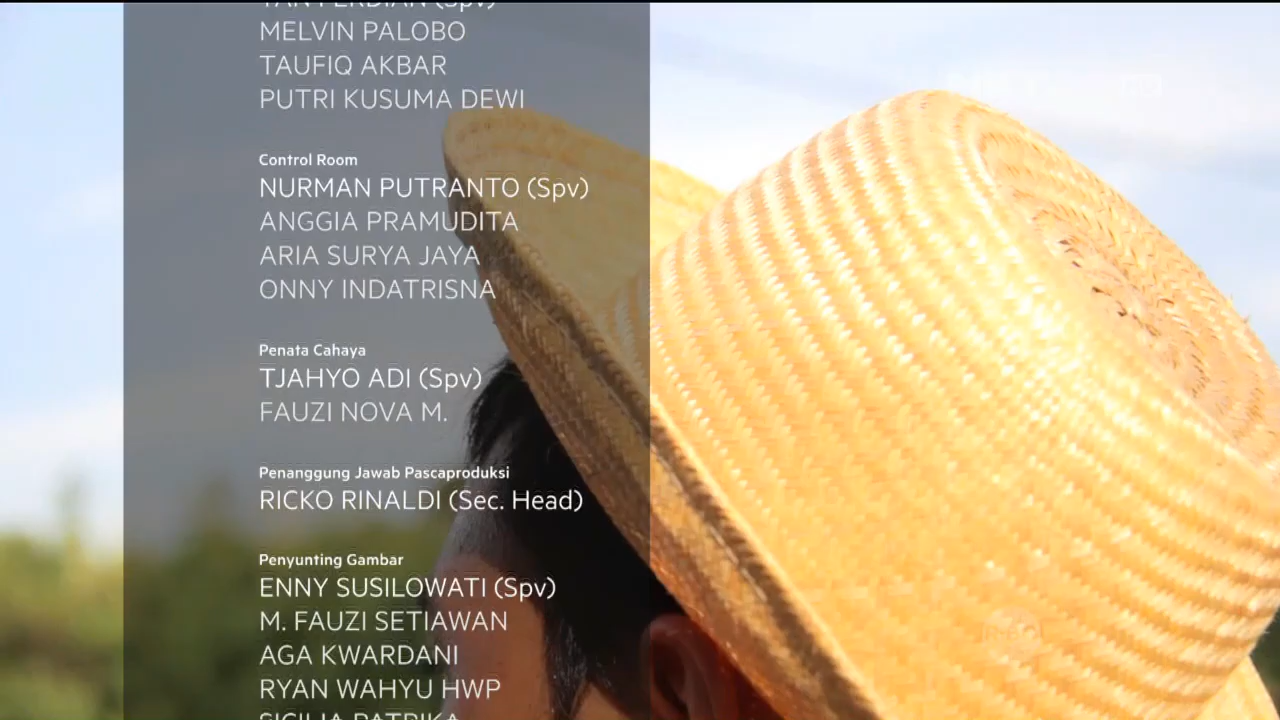 MELVIN PALOBO
TAUFIQ AKBAR
PUTRI KUSUMA DEWI
Control Room
NURMAN PUTRANTO (Spv)
ANGGIA PRAMUDITA
ARIA SURYA JAYA
ONNY INDATRISNA
Penata Cahaya
TJAHYO ADI (Spv)
FAUZI NOVA M.
Penanggung Jawab Pascaproduksi
RICKO RINALDI (Sec. Head)
Penyunting Gambar
ENNY SUSILOWATI (Spv)
M. FAUZI SETIAWAN
AGA KWARDANI
RYAN WAHYU HWP